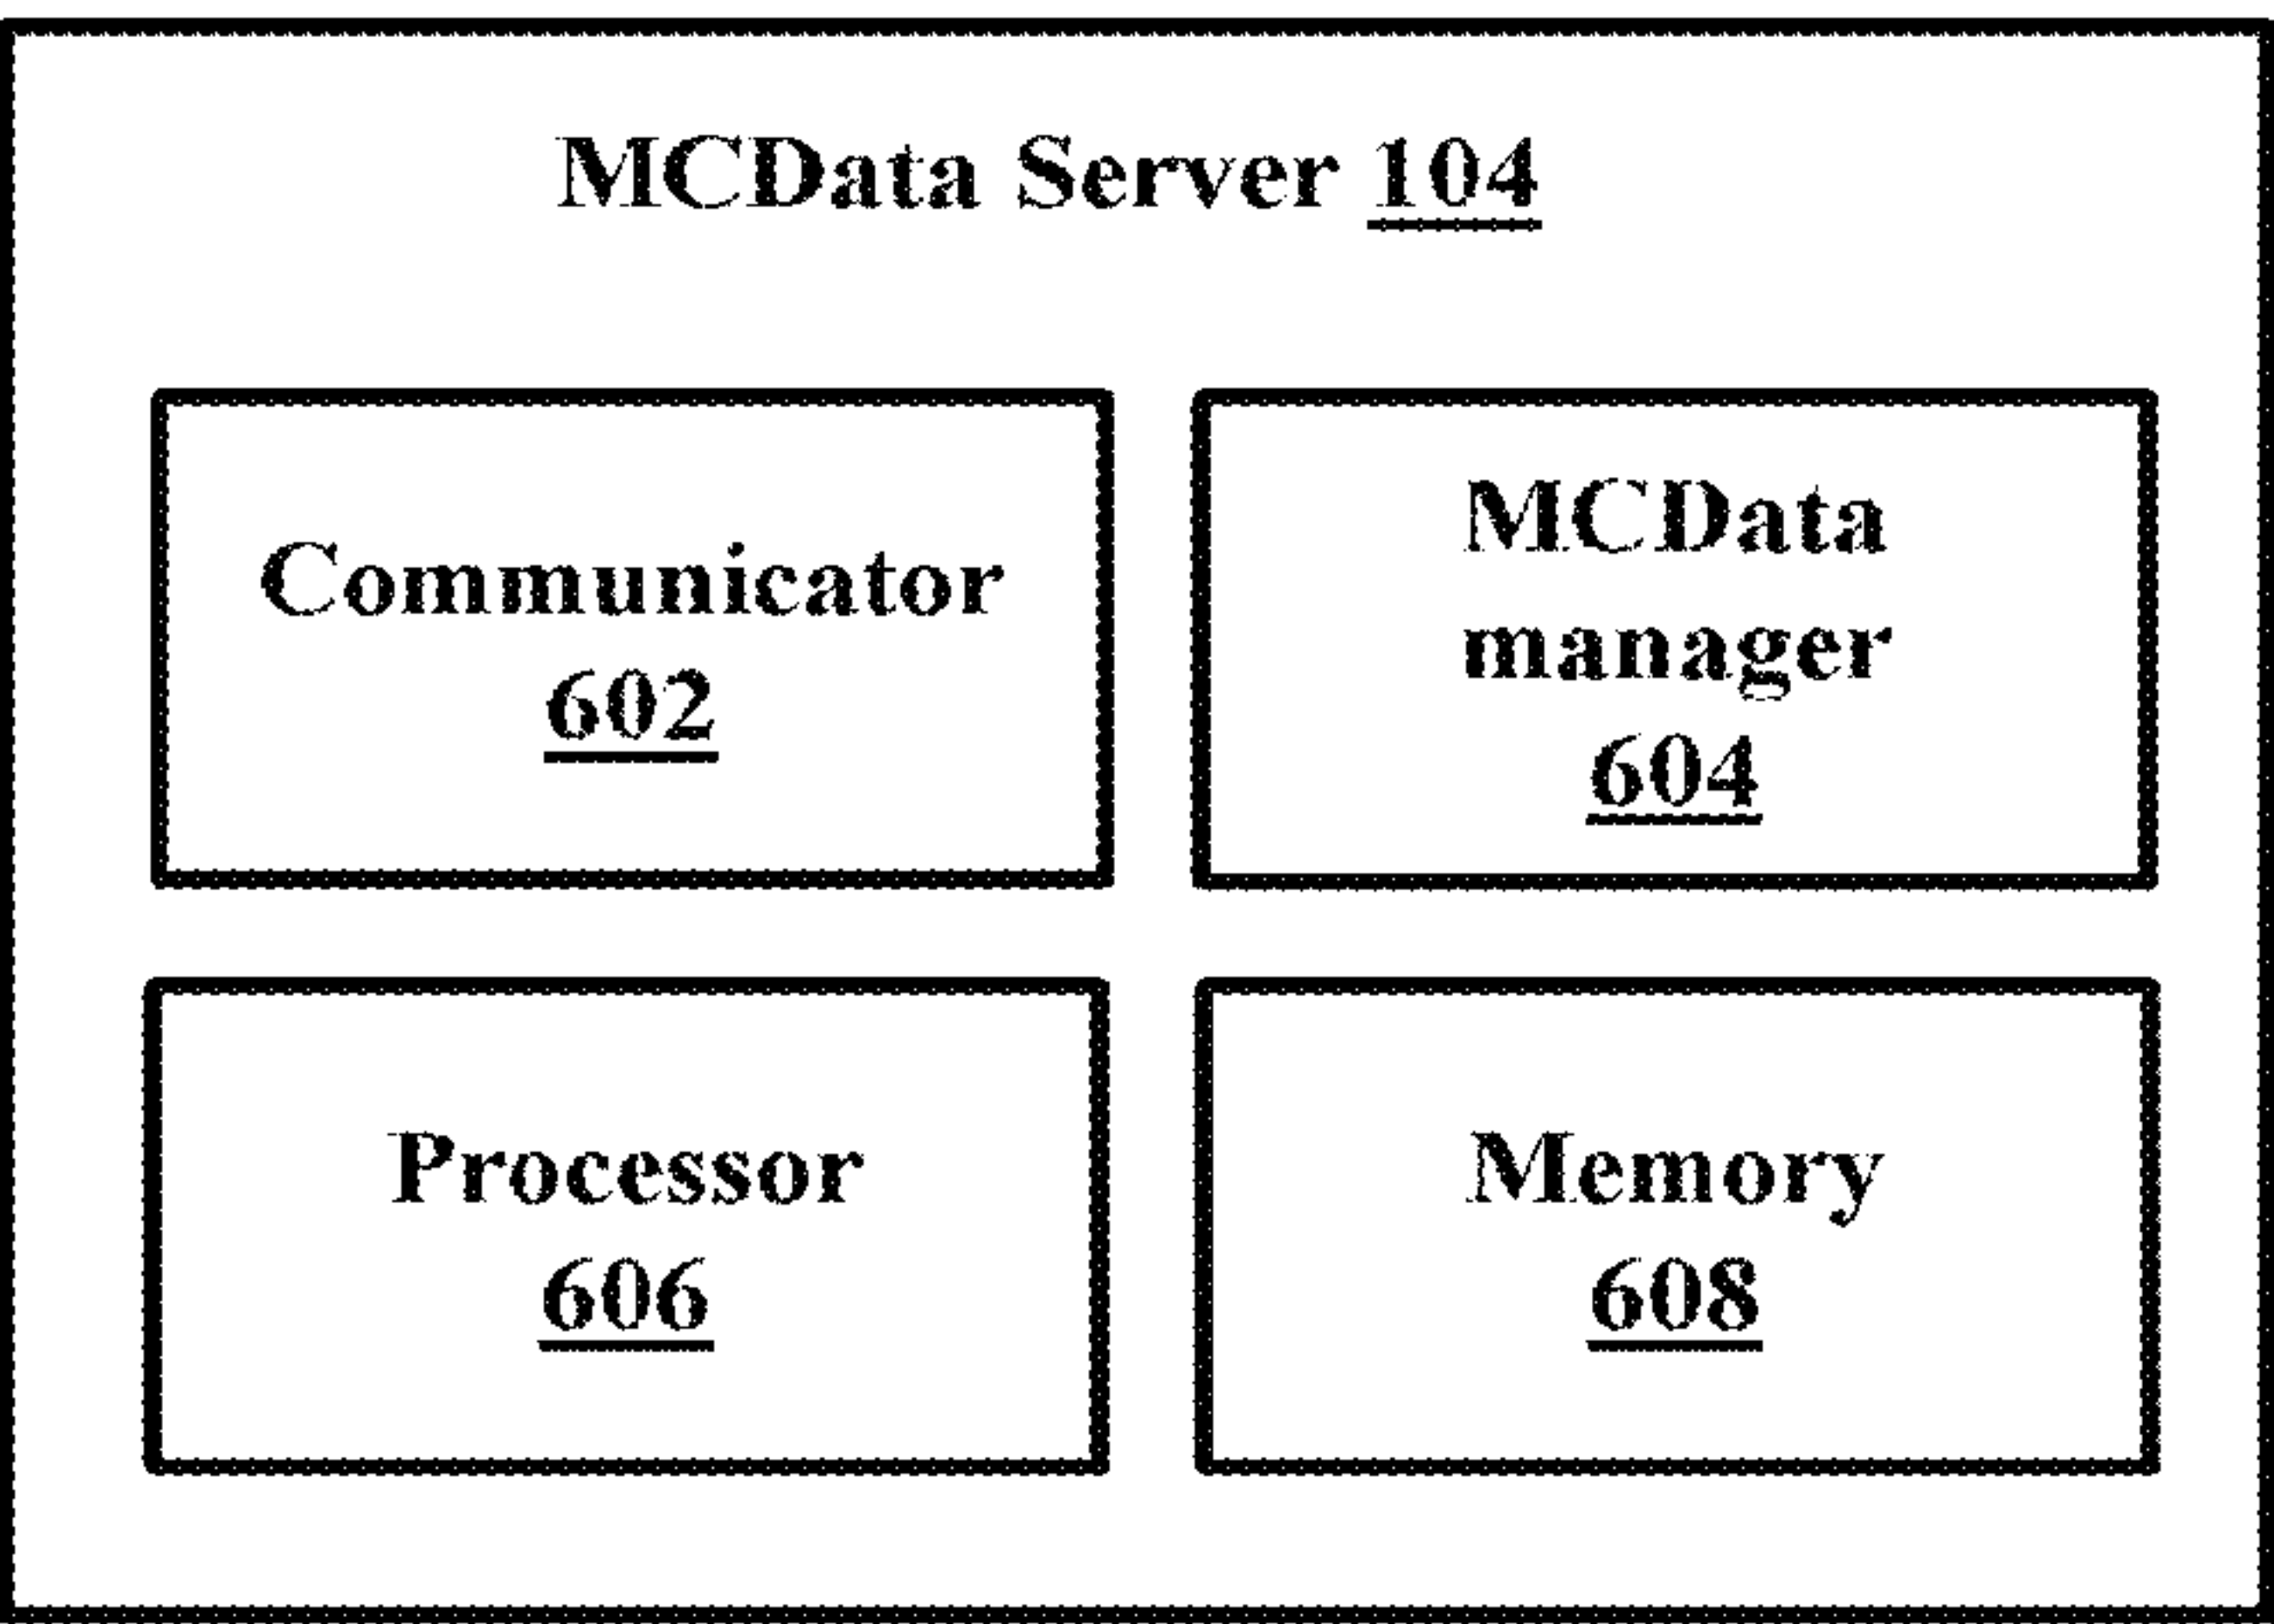 MCData Server 104
Communicator
602
MCData
manager
604
Processor
606
Memory
608